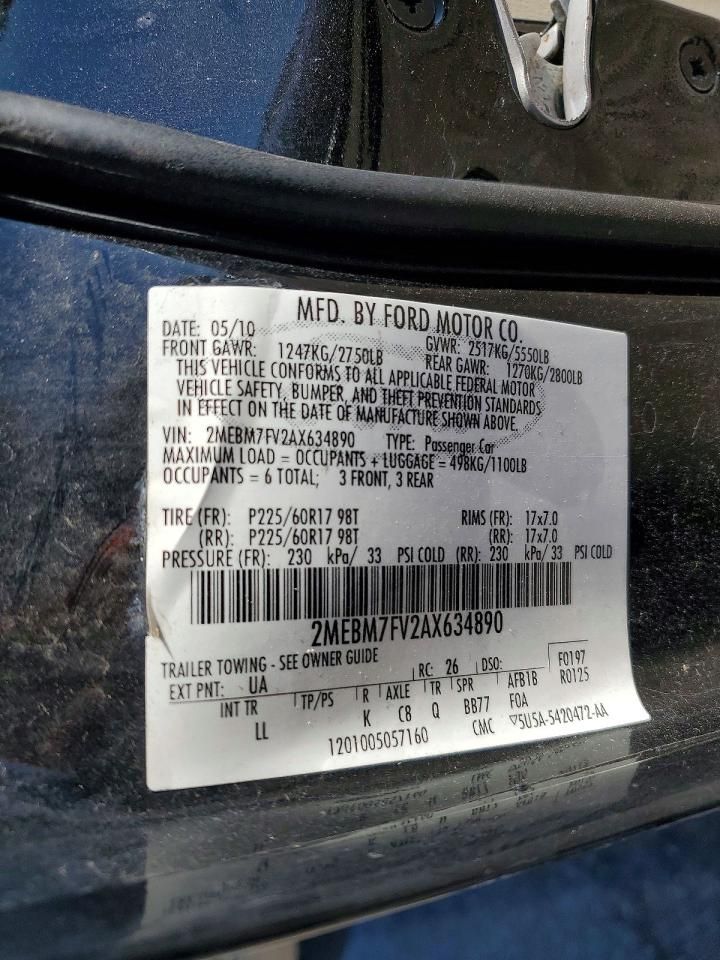 MFD. BY FORD MOTOR CO.
DATE: 05/10 GVWR: 2517KG/5550LB
FRONT GAWR: 1247KG/2750LB REAR GAWR: 1270KG/2800LB
THIS VEHICLE CONFORMS TO ALL APPLICABLE FEDERAL MOTOR
VEHICLE SAFETY, BUMPER, AND THEFT PREVENTION STANDARDS
IN EFFECT ON THE DATE OF MANUFACTURE SHOWN ABOVE.
VIN: 2MEBM7FV2AX634890 TYPE: Passenger Car
MAXIMUM LOAD = OCCUPANTS + LUGGAGE = 498KG/1100LB
OCCUPANTS = 6 TOTAL; 3 FRONT, 3 REAR
TIRE (FR): P225/60R17 98T RIMS (FR): 17x7.0
(RR): P225/60R17 98T (RR): 17x7.0
PRESSURE (FR): 230 kPa/ 33 PSI COLD (RR): 230 kPa/ 33 PSI COLD
2MEBM7FV2AX634890
TRAILER TOWING - SEE OWNER GUIDE
EXT PNT: UA RC: 26 DSO: F0197
R0125
INT TR TP/PS R AXLE TR SPR AFB1B
LL K C8 Q BB77 FOA
1201005057160 CMC ▽5U5A-5420472-AA